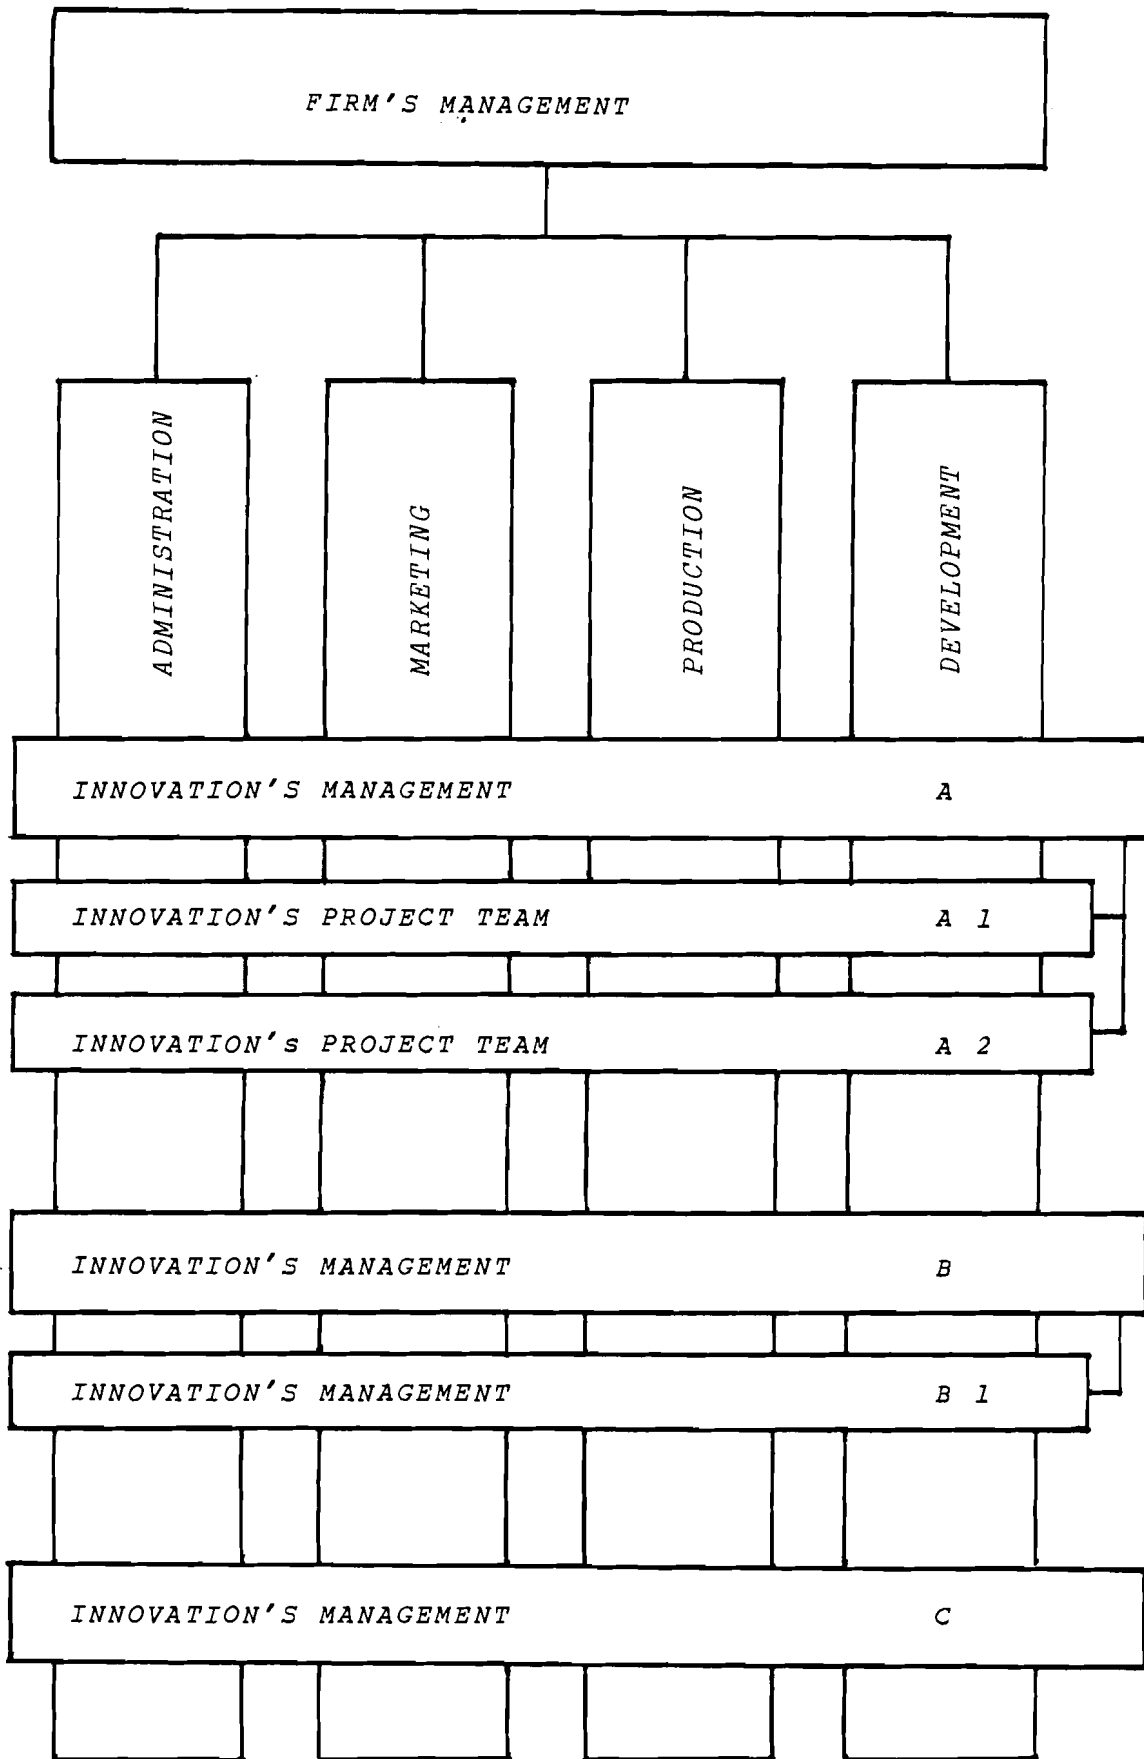 FIRM'S MANAGEMENT
ADMINISTRATION
MARKETING
PRODUCTION
DEVELOPMENT
INNOVATION'S MANAGEMENT A
INNOVATION'S PROJECT TEAM A 1
INNOVATION's PROJECT TEAM A 2
INNOVATION'S MANAGEMENT B
INNOVATION'S MANAGEMENT B 1
INNOVATION'S MANAGEMENT C